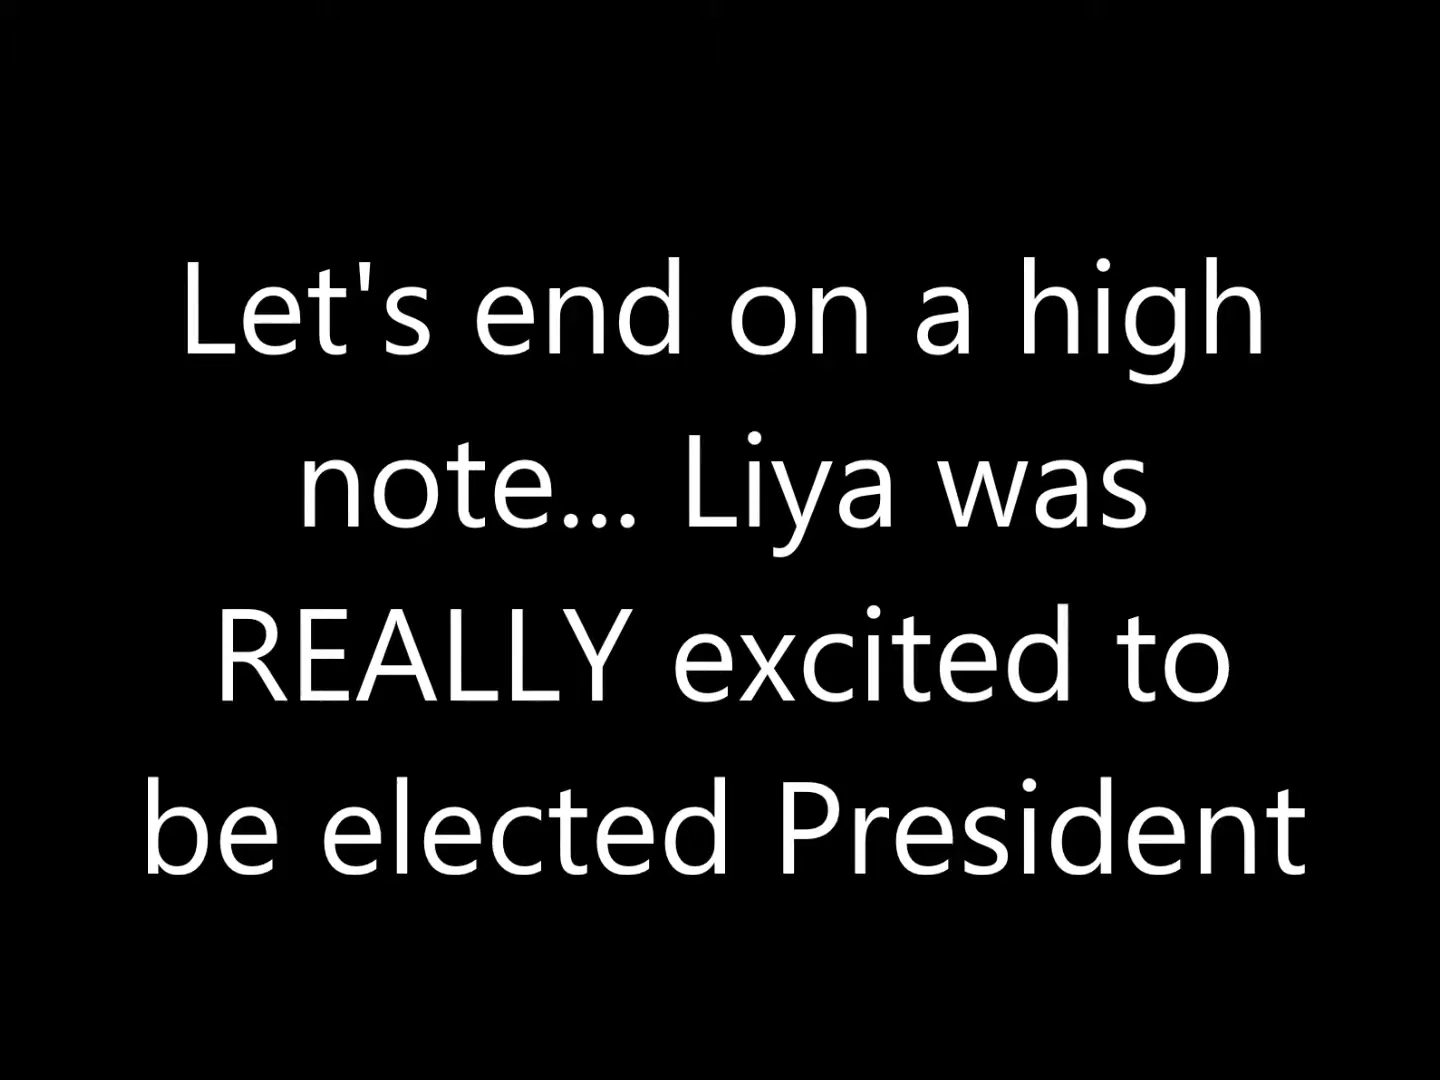 Let's end on a high
note... Liya was
REALLY excited to
be elected President